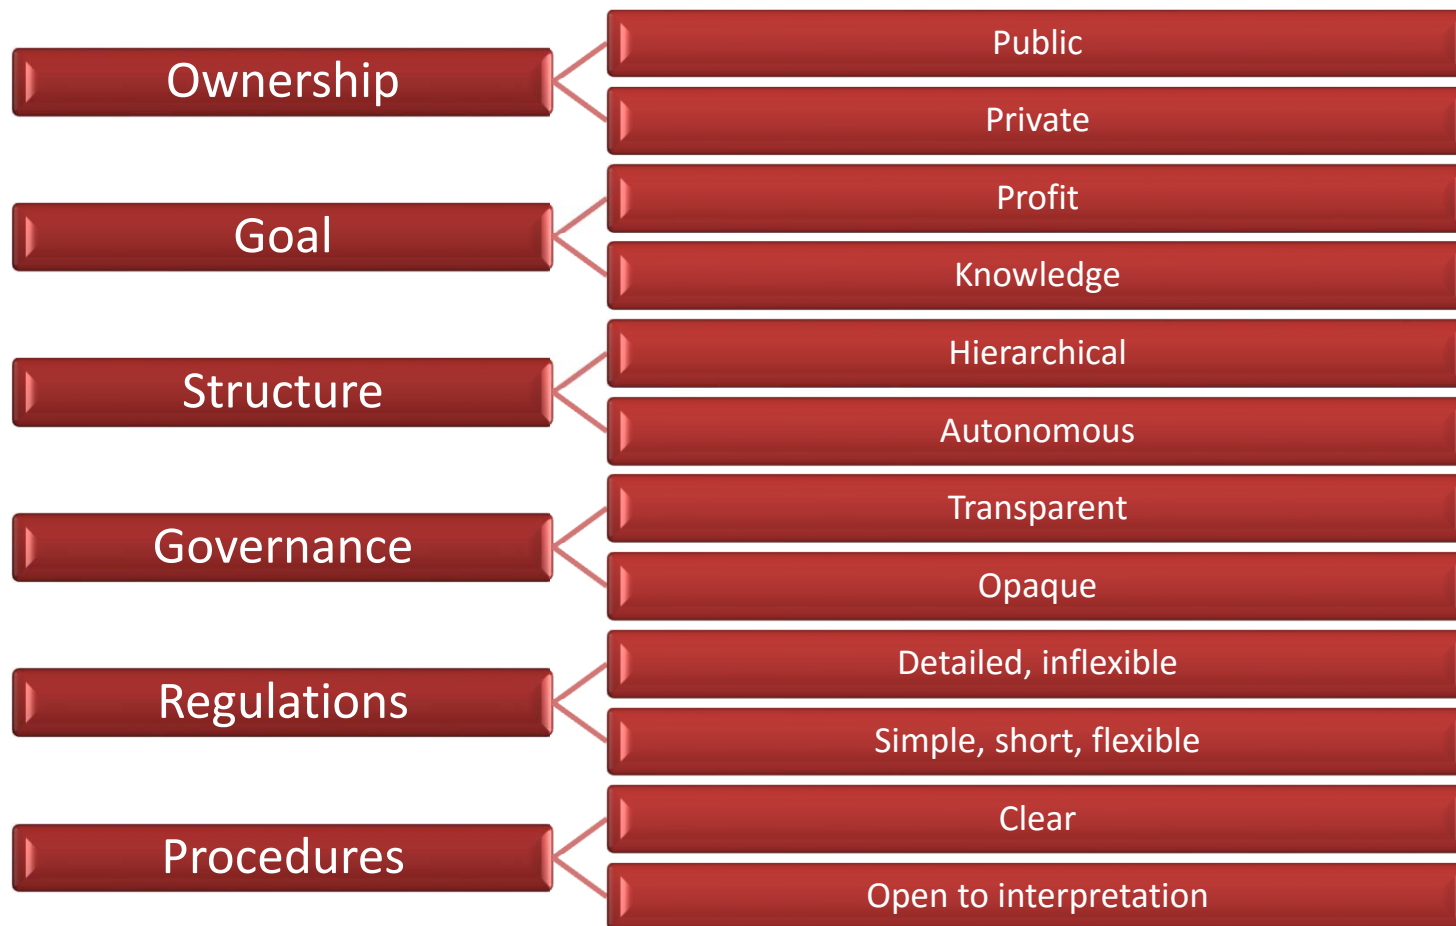 Ownership
Public
Private
Goal
Profit
Knowledge
Structure
Hierarchical
Autonomous
Governance
Transparent
Opaque
Regulations
Detailed, inflexible
Simple, short, flexible
Procedures
Clear
Open to interpretation